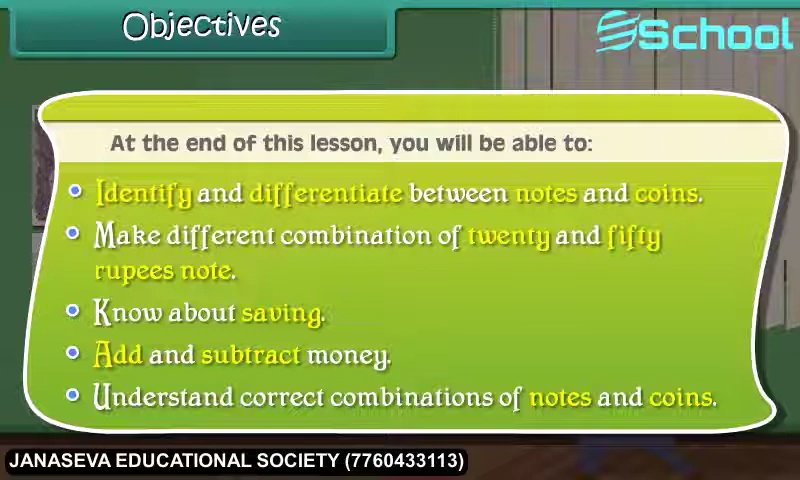 Objectives
School
At the end of this lesson, you will be able to:
Identify and differentiate between notes and coins.
Make different combination of twenty and fifty
rupees note.
Know about saving.
Add and subtract money.
Understand correct combinations of notes and coins.
JANASEVA EDUCATIONAL SOCIETY (7760433113)